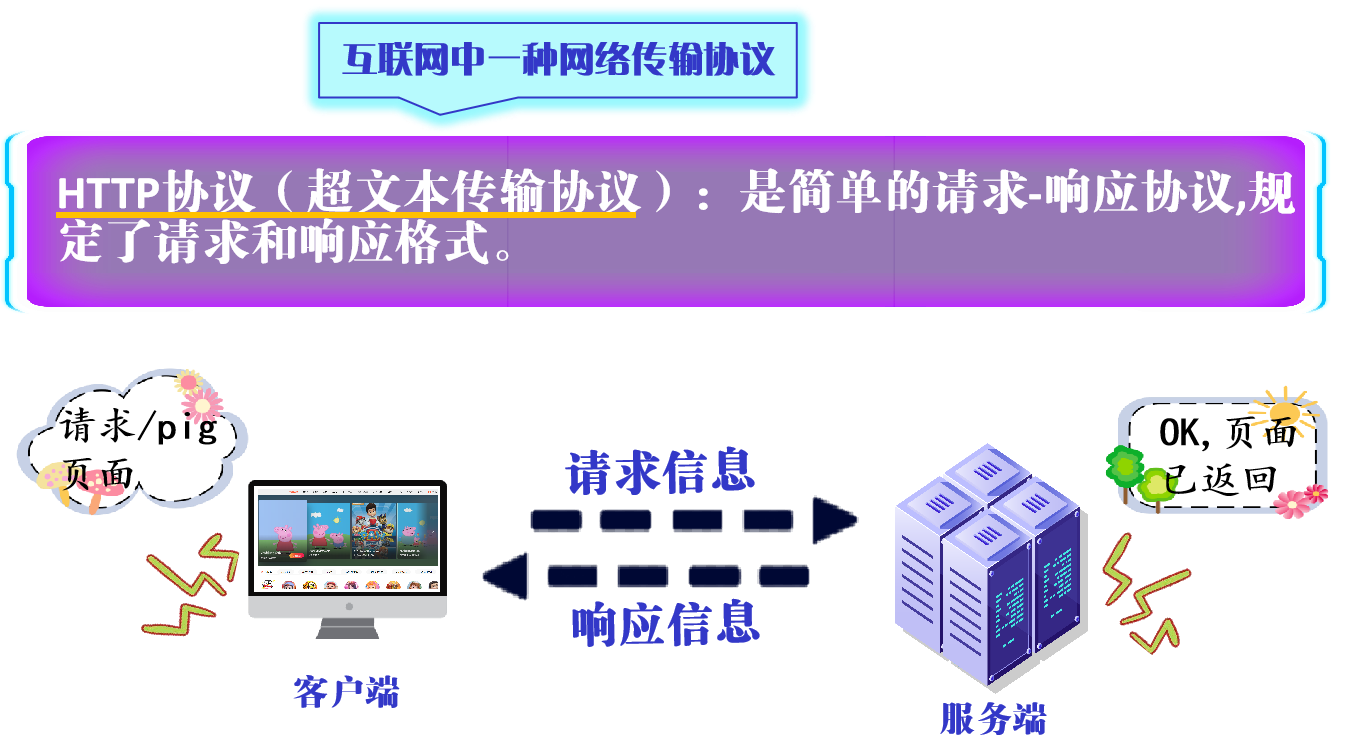 互联网中一种网络传输协议
HTTP协议（超文本传输协议）：是简单的请求-响应协议,规
定了请求和响应格式。
请求/pig
页面
OK,页面
已返回
请求信息
响应信息
客户端
服务端